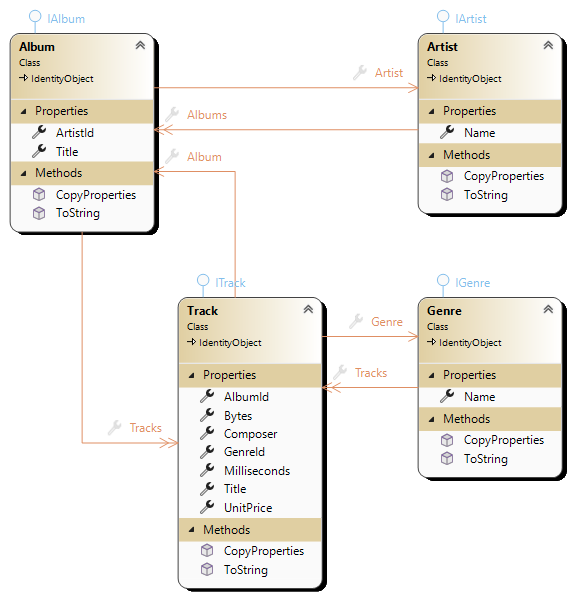 IAlbum
Album
Class
IdentityObject
Properties
ArtistId
Title
Methods
CopyProperties
ToString
IArtist
Artist
Class
IdentityObject
Properties
Name
Methods
CopyProperties
ToString
Artist
Albums
Album
ITrack
Track
Class
IdentityObject
Properties
AlbumId
Bytes
Composer
GenreId
Milliseconds
Title
UnitPrice
Methods
CopyProperties
ToString
IGenre
Genre
Class
IdentityObject
Properties
Name
Methods
CopyProperties
ToString
Genre
Tracks
Tracks